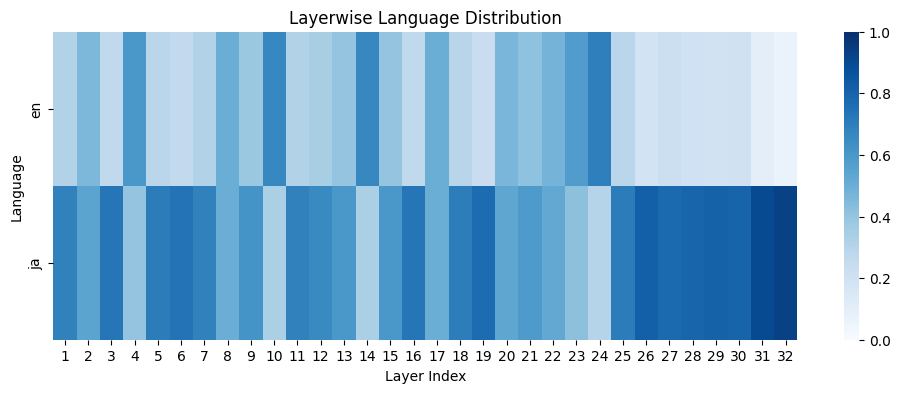 Layerwise Language Distribution
Language
en
ja
1 2 3 4 5 6 7 8 9 10 11 12 13 14 15 16 17 18 19 20 21 22 23 24 25 26 27 28 29 30 31 32
Layer Index
1.0
0.8
0.6
0.4
0.2
0.0